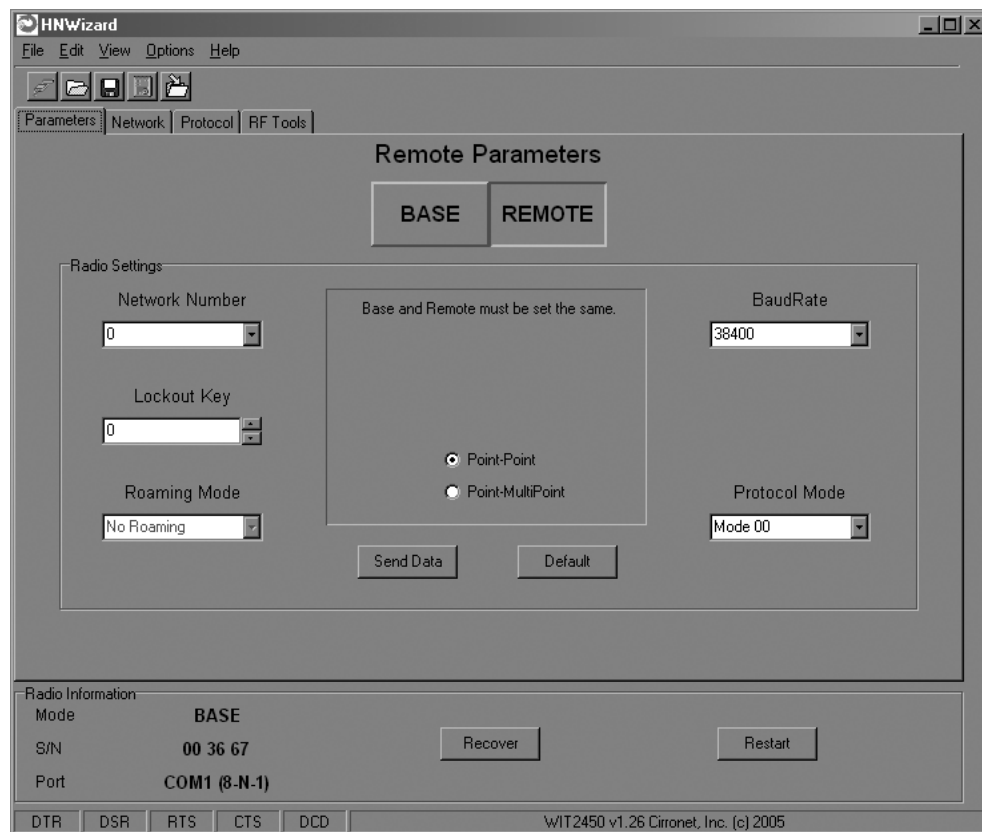 HNWizard
File Edit View Options Help
Parameters Network Protocol RF Tools
Remote Parameters
BASE REMOTE
Radio Settings
Network Number
0
Lockout Key
0
Roaming Mode
No Roaming
Base and Remote must be set the same.
Point-Point
Point-MultiPoint
Send Data Default
BaudRate
38400
Protocol Mode
Mode 00
Radio Information
Mode BASE
S/N 00 36 67
Port COM1 (8-N-1)
Recover Restart
DTR DSR RTS CTS DCD WIT2450 v1.26 Cirronet, Inc. (c) 2005